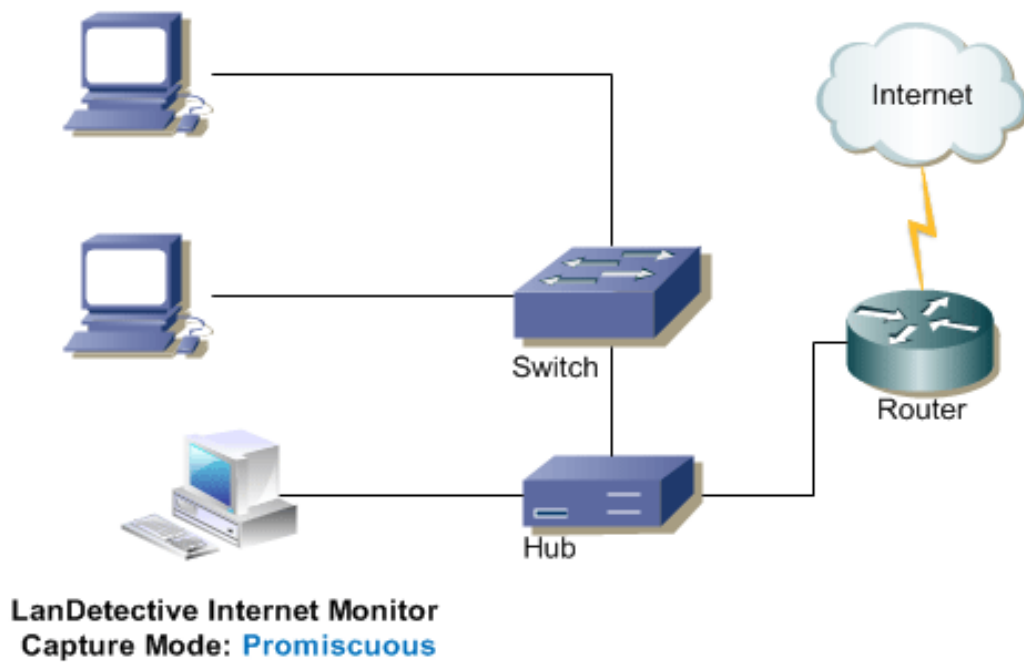 Internet
Switch
Router
Hub
LanDetective Internet Monitor
Capture Mode: Promiscuous